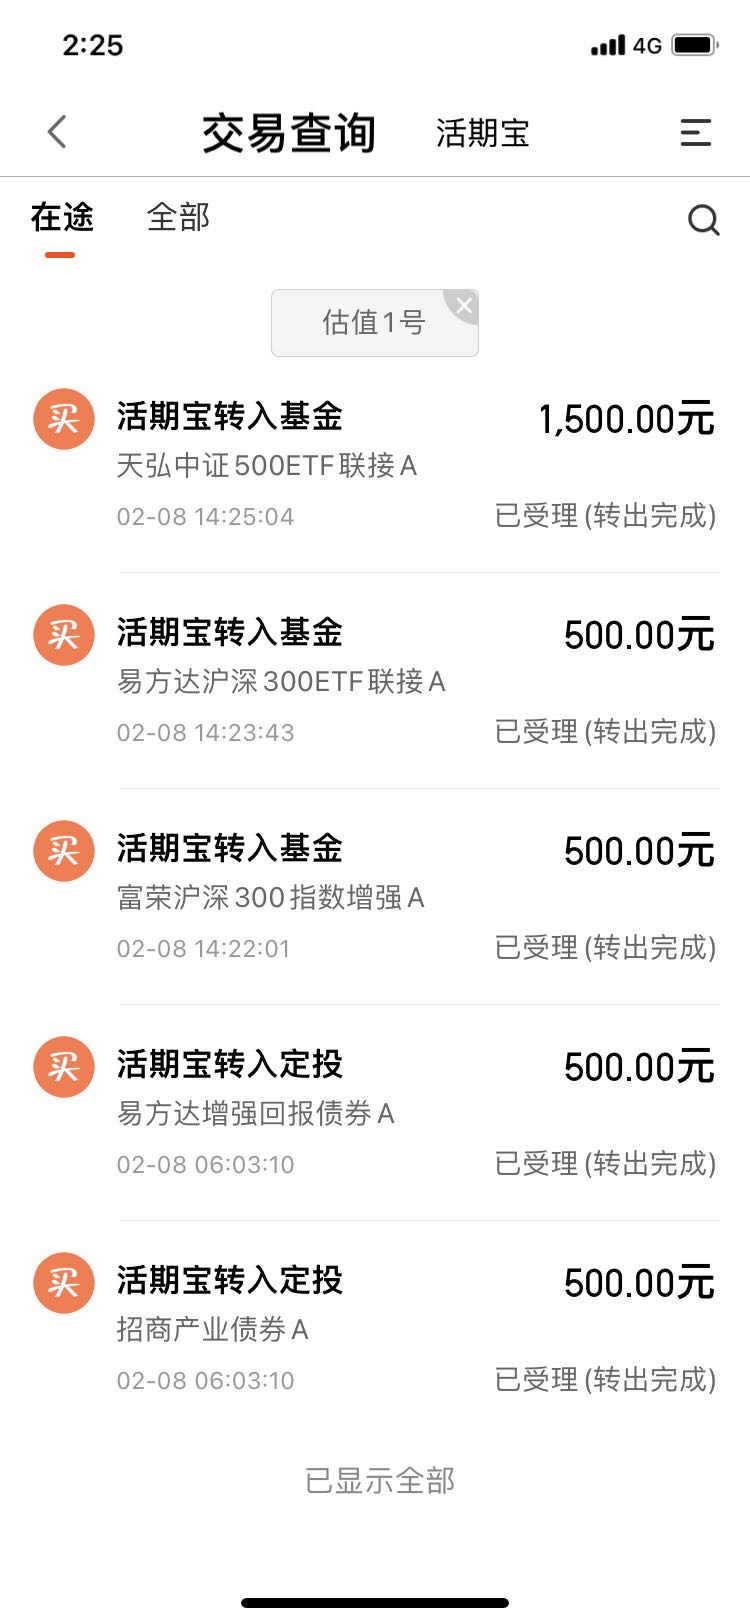 2:25 4G
交易查询 活期宝
在途 全部
估值1号
买 活期宝转入基金 1,500.00元
天弘中证500ETF联接A
02-08 14:25:04 已受理(转出完成)
买 活期宝转入基金 500.00元
易方达沪深300ETF联接A
02-08 14:23:43 已受理(转出完成)
买 活期宝转入基金 500.00元
富荣沪深300指数增强A
02-08 14:22:01 已受理(转出完成)
买 活期宝转入定投 500.00元
易方达增强回报债券A
02-08 06:03:10 已受理(转出完成)
买 活期宝转入定投 500.00元
招商产业债券A
02-08 06:03:10 已受理(转出完成)
已显示全部